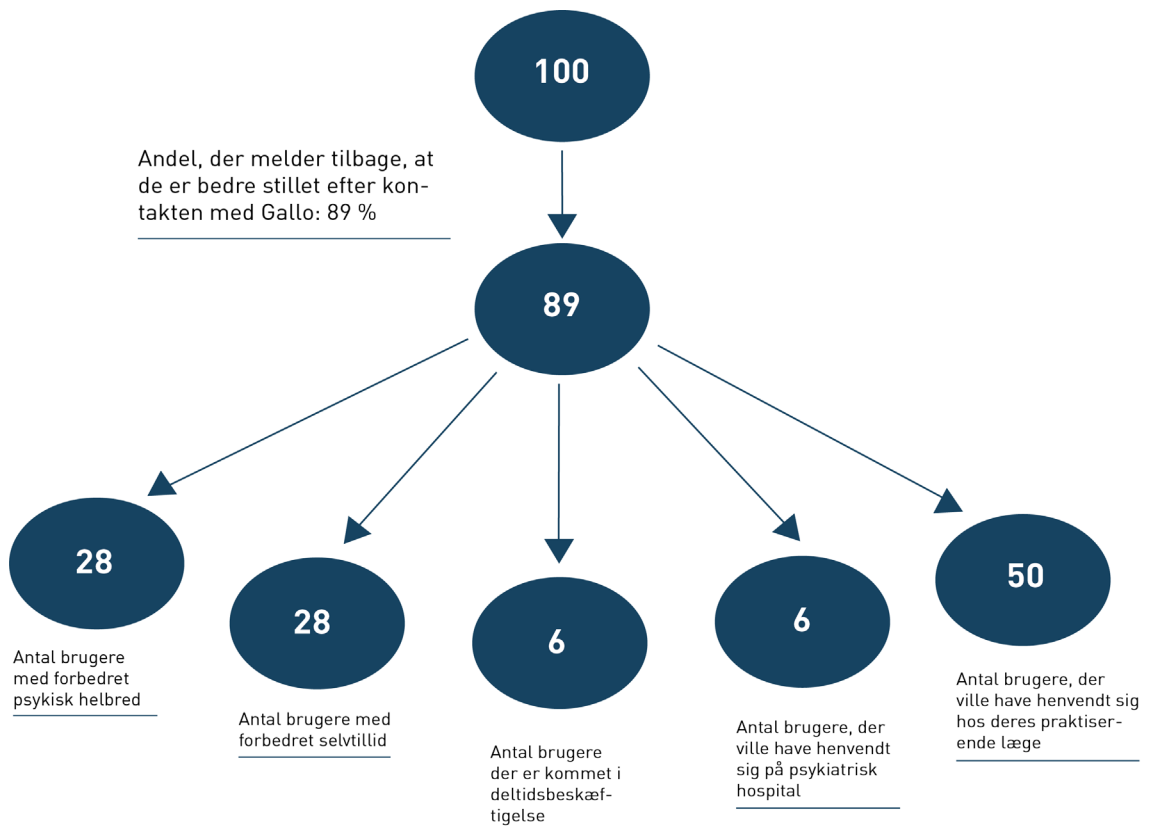 100
Andel, der melder tilbage, at
de er bedre stillet efter kon-
takten med Gallo: 89 %
89
28
Antal brugere
med forbedret
psykisk helbred
28
Antal brugere med
forbedret selvtillid
6
Antal brugere
der er kommet i
deltidsbeskæf-
tigelse
6
Antal brugere, der
ville have henvendt
sig på psykiatrisk
hospital
50
Antal brugere, der
ville have henvendt sig
hos deres praktiser-
ende læge